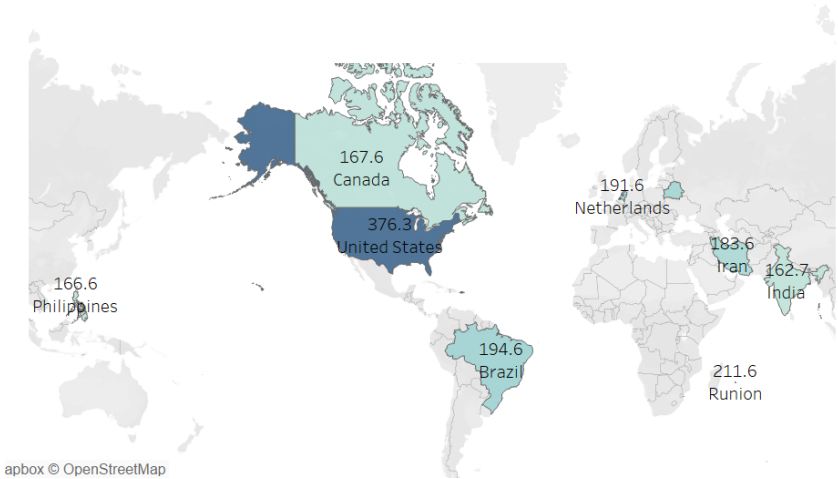 167.6
Canada
191.6
Netherlands
376.3
United States
183.6
Iran
162.7
India
166.6
Philippines
194.6
Brazil
211.6
Runion
apbox © OpenStreetMap